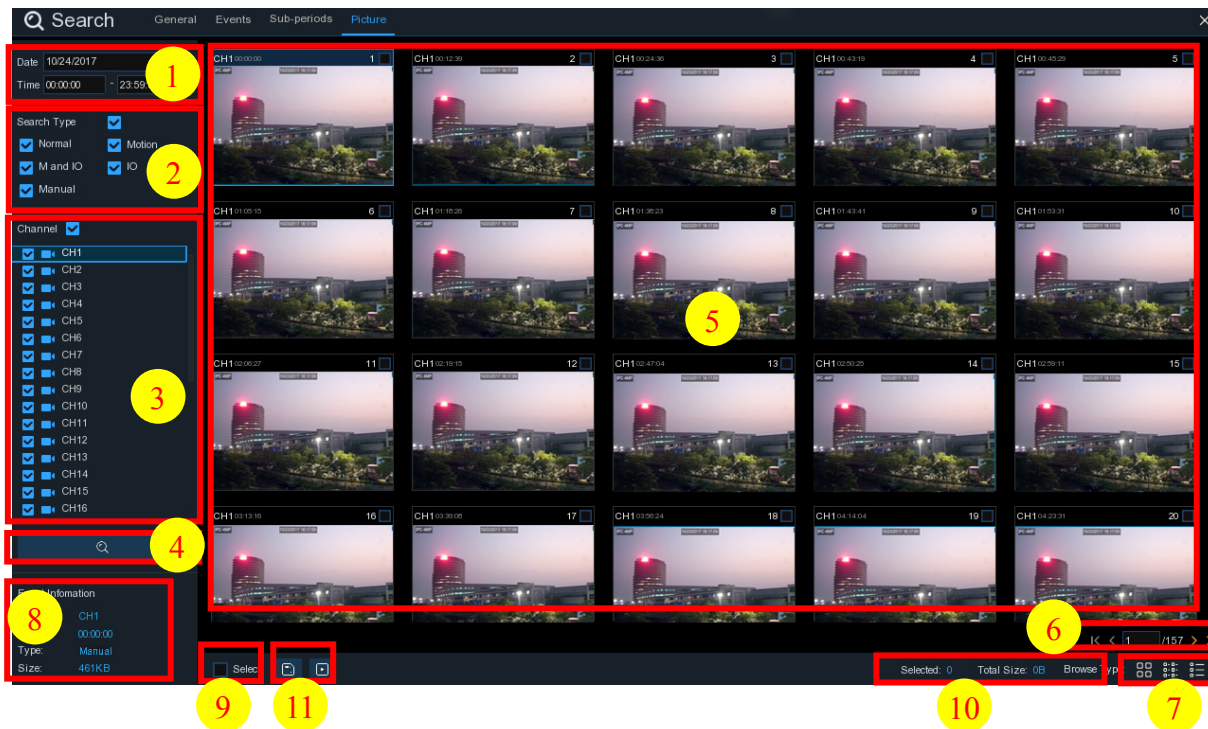 Search General Events Sub-periods Picture
Date 10/24/2017
Time 00:00:00 - 23:59
1
Search Type
Normal Motion
M and IO IO
Manual
2
Channel
CH1
CH2
CH3
CH4
CH5
CH6
CH7
CH8
CH9
CH10
CH11
CH12
CH13
CH14
CH15
CH16
3
4
Infomation
CH1
00:00:00
Type: Manual
Size: 461KB
8
CH1 00:00:00 1
CH1 00:12:39 2
CH1 00:24:36 3
CH1 00:43:19 4
CH1 00:45:29 5
CH1 01:05:15 6
CH1 01:18:26 7
CH1 01:38:23 8
CH1 01:43:41 9
CH1 01:53:31 10
5
CH1 02:06:27 11
CH1 02:19:15 12
CH1 02:47:04 13
CH1 02:50:25 14
CH1 02:59:11 15
CH1 03:13:16 16
CH1 03:39:08 17
CH1 03:56:24 18
CH1 04:14:04 19
CH1 04:23:31 20
6
1 /157
Selec
Selected: 0 Total Size: 0B Browse Typ
9
11
10
7